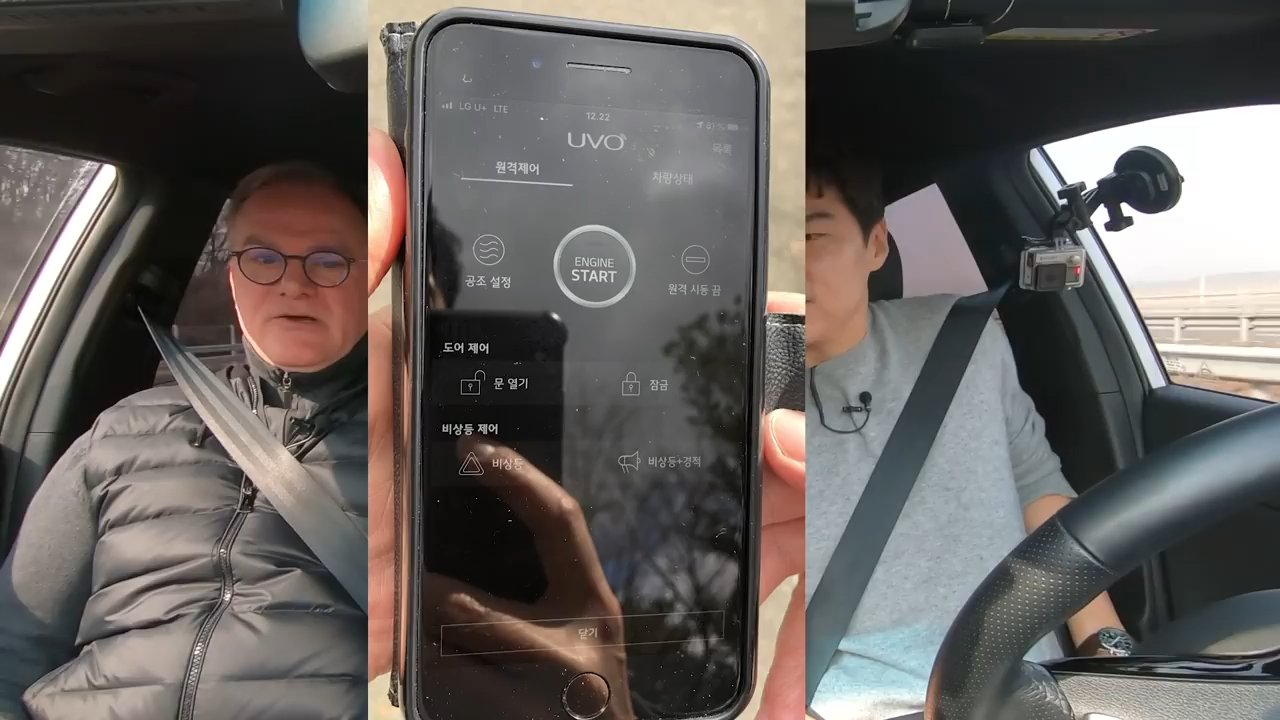 LG U+ LTE
12.22
81%
UVO
목록
원격제어
차량상태
ENGINE
START
공조 설정
원격 시동 끔
도어 제어
문 열기
잠금
비상등 제어
비상등
비상등+경적
닫기